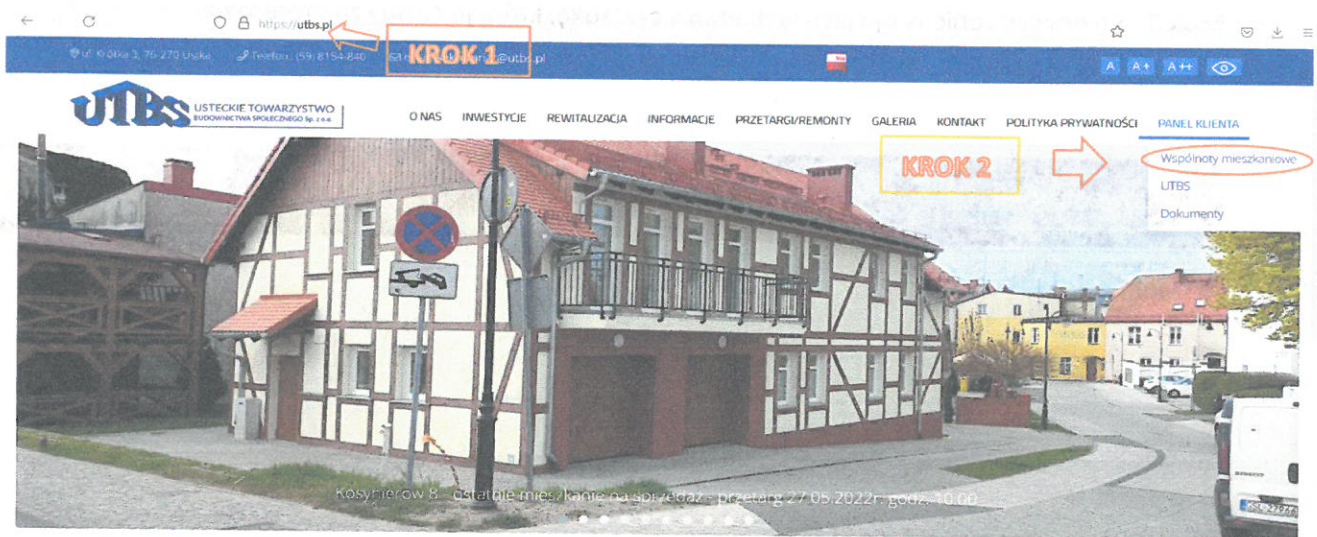 https://utbs.pl
KROK 1
ul. Krótka 3, 76-270 Ustka Telefon: (59) 8154-840 @utbs.pl
A A+ A++
UTBS USTECKIE TOWARZYSTWO
BUDOWNICTWA SPOŁECZNEGO Sp. z o.o.
O NAS INWESTYCJE REWITALIZACJA INFORMACJE PRZETARGI/REMONTY GALERIA KONTAKT POLITYKA PRYWATNOŚCI PANEL KLIENTA
KROK 2
Wspólnoty mieszkaniowe
UTBS
Dokumenty
Kosynierów 8 - ostatnie mieszkanie na sprzedaż - przetarg 27.05.2022r. godz. 10.00